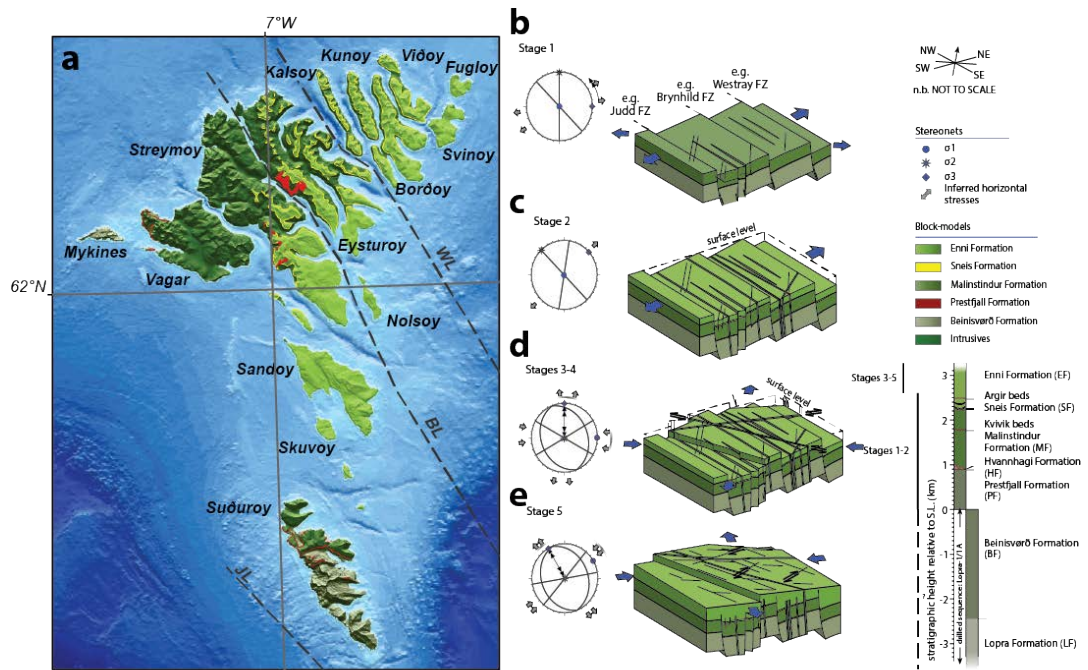 7°W
a
Viðoy
Kunoy
Fugloy
Kalsoy
Streymoy
Svinoy
Borðoy
Mykines
Eysturoy
Vagar
WL
62°N
Nolsoy
Sandoy
BL
Skuvoy
Suðuroy
JL
b
Stage 1
e.g.
Westray FZ
e.g.
Brynhild FZ
e.g.
Judd FZ
c
Stage 2
surface level
d
Stages 3-4
surface level
e
Stage 5
NW
NE
SW
SE
n.b. NOT TO SCALE
Stereonets
σ1
σ2
σ3
Inferred horizontal
stresses
Block-models
Enni Formation
Sneis Formation
Malinstindur Formation
Prestfjall Formation
Beinisvørð Formation
Intrusives
Stages 3-5
Stages 1-2
stratigraphic height relative to S.L. (km)
drilled sequence: Lopra-1/1A
?
3
2
1
0
-1
-2
-3
Enni Formation (EF)
Argir beds
Sneis Formation (SF)
Kvivik beds
Malinstindur
Formation (MF)
Hvannhagi Formation
(HF)
Prestfjall Formation
(PF)
Beinisvørð Formation
(BF)
Lopra Formation (LF)